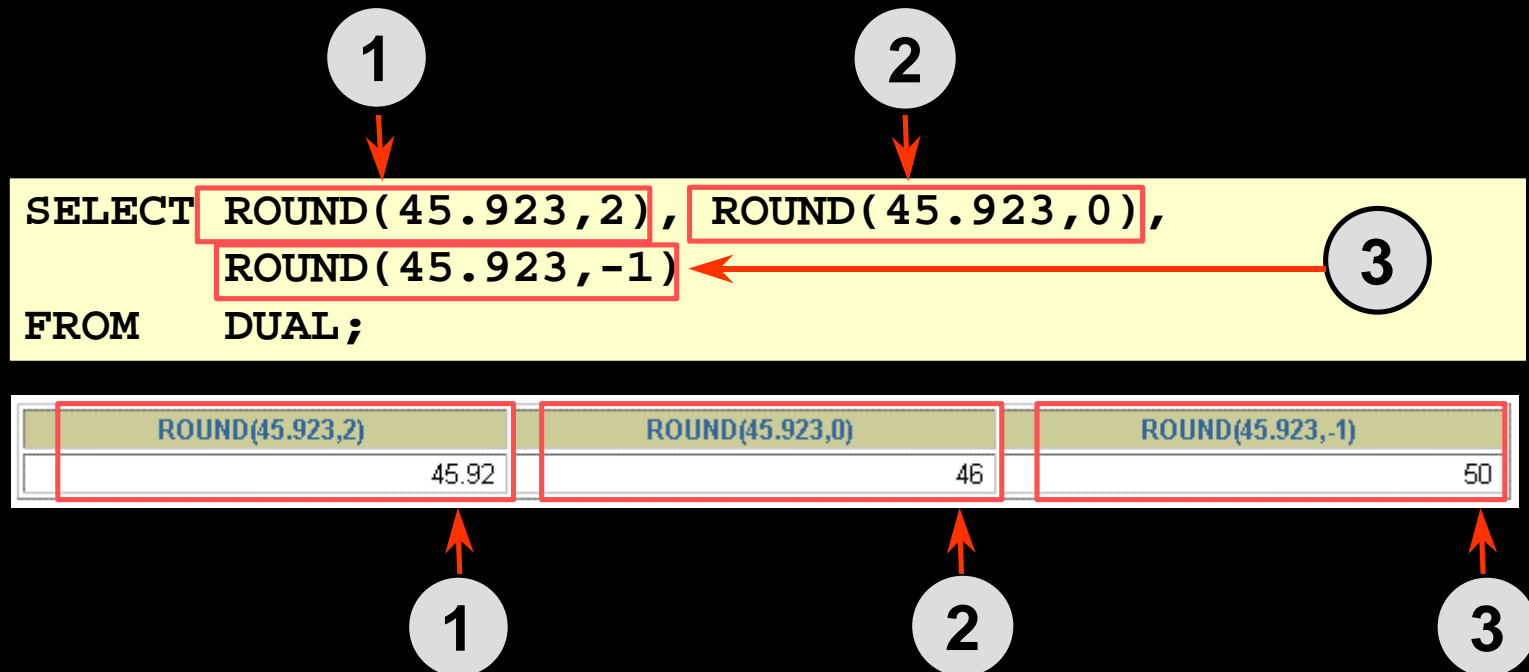 1 2
SELECT ROUND(45.923,2), ROUND(45.923,0),
ROUND(45.923,-1) 3
FROM DUAL;
ROUND(45.923,2) ROUND(45.923,0) ROUND(45.923,-1)
45.92 46 50
1 2 3